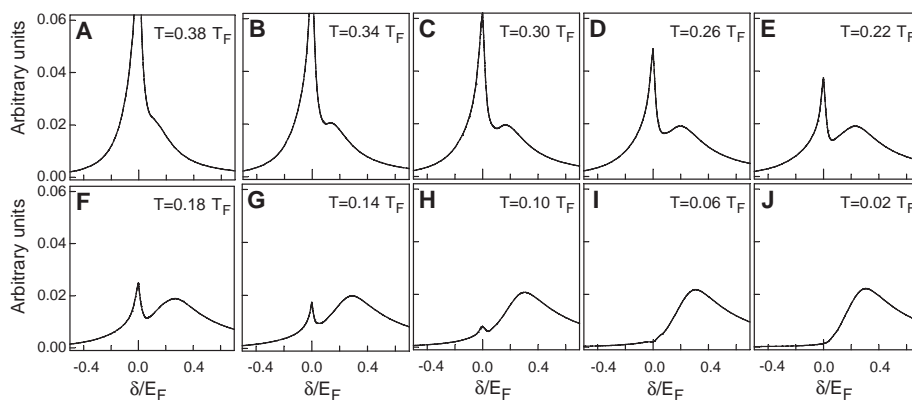 A T=0.38 T_F
B T=0.34 T_F
C T=0.30 T_F
D T=0.26 T_F
E T=0.22 T_F
Arbitrary units
0.06
0.04
0.02
0.00
F T=0.18 T_F
G T=0.14 T_F
H T=0.10 T_F
I T=0.06 T_F
J T=0.02 T_F
Arbitrary units
0.06
0.04
0.02
0.00
-0.4 0.0 0.4
-0.4 0.0 0.4
-0.4 0.0 0.4
-0.4 0.0 0.4
-0.4 0.0 0.4
δ/E_F
δ/E_F
δ/E_F
δ/E_F
δ/E_F